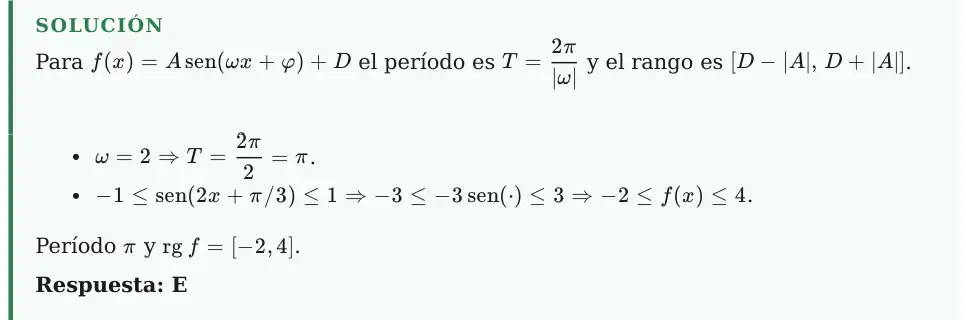 SOLUCIÓN
Para f(x) = A sen(ωx + φ) + D el período es T = 2π/|ω| y el rango es [D − |A|, D + |A|].
• ω = 2 ⇒ T = 2π/2 = π.
• −1 ≤ sen(2x + π/3) ≤ 1 ⇒ −3 ≤ −3 sen(·) ≤ 3 ⇒ −2 ≤ f(x) ≤ 4.
Período π y rg f = [−2, 4].
Respuesta: E